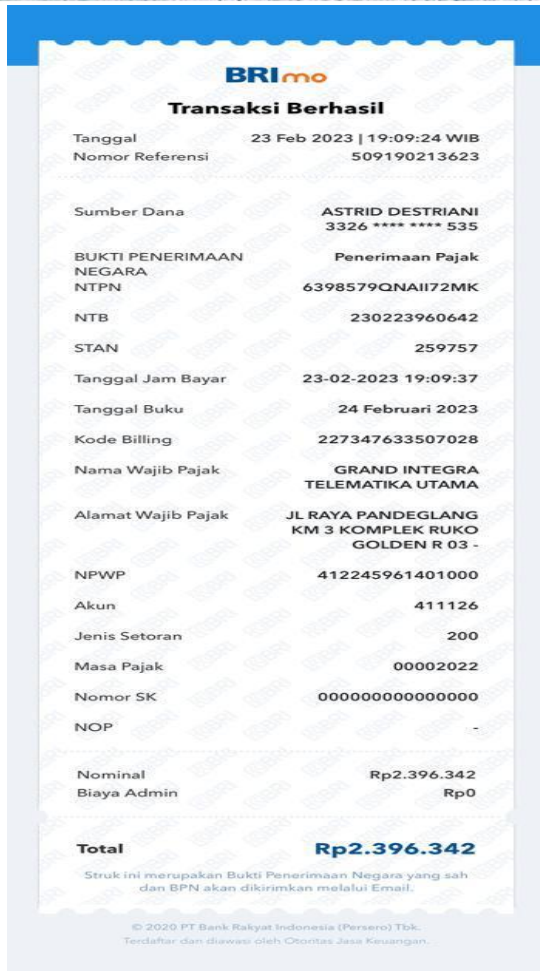 BRImo
Transaksi Berhasil
Tanggal 23 Feb 2023 | 19:09:24 WIB
Nomor Referensi 509190213623
Sumber Dana ASTRID DESTRIANI
3326 **** **** 535
BUKTI PENERIMAAN Penerimaan Pajak
NEGARA
NTPN 6398579QNAII72MK
NTB 230223960642
STAN 259757
Tanggal Jam Bayar 23-02-2023 19:09:37
Tanggal Buku 24 Februari 2023
Kode Billing 227347633507028
Nama Wajib Pajak GRAND INTEGRA
TELEMATIKA UTAMA
Alamat Wajib Pajak JL RAYA PANDEGLANG
KM 3 KOMPLEK RUKO
GOLDEN R 03 -
NPWP 412245961401000
Akun 411126
Jenis Setoran 200
Masa Pajak 00002022
Nomor SK 000000000000000
NOP -
Nominal Rp2.396.342
Biaya Admin Rp0
Total Rp2.396.342
Struk ini merupakan Bukti Penerimaan Negara yang sah
dan BPN akan dikirimkan melalui Email.
© 2020 PT Bank Rakyat Indonesia (Persero) Tbk.
Terdaftar dan diawasi oleh Otoritas Jasa Keuangan.